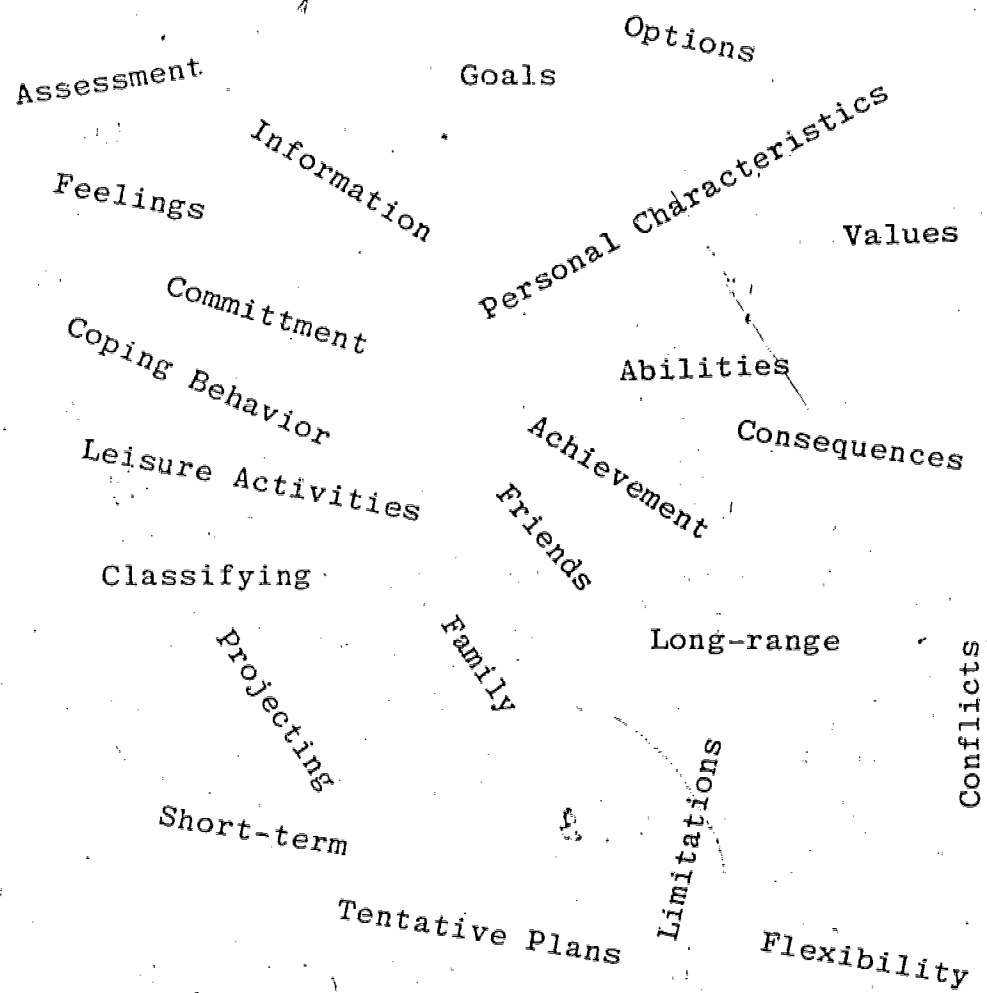 Options
Goals
Assessment
Information
Personal Characteristics
Feelings
Values
Committment
Coping Behavior
Abilities
Achievement
Consequences
Leisure Activities
Friends
Classifying
Family
Long-range
Projecting
Conflicts
Limitations
Short-term
Tentative Plans
Flexibility